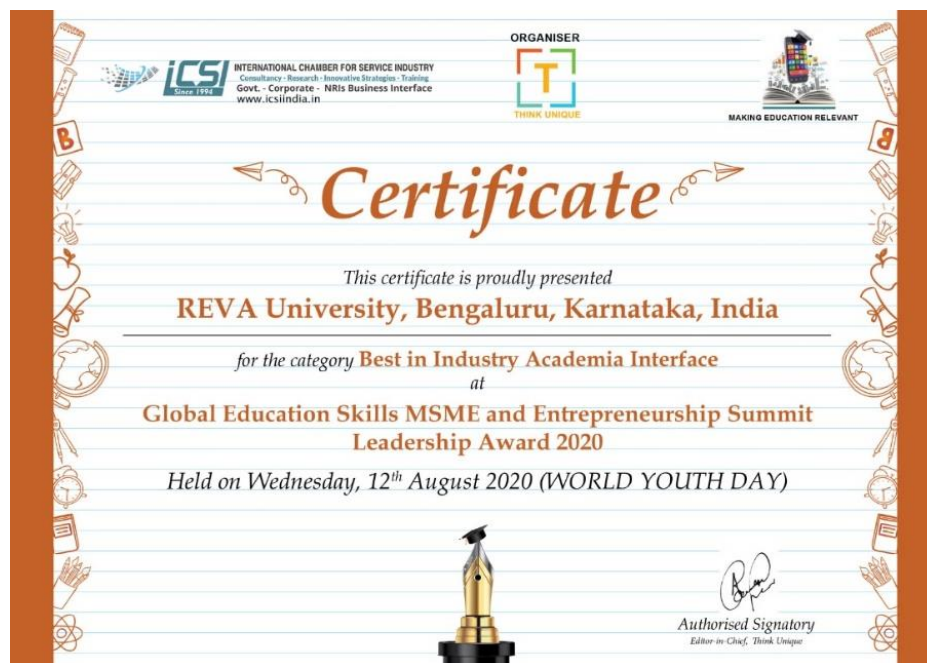 iCSI
Since 1994
INTERNATIONAL CHAMBER FOR SERVICE INDUSTRY
Consultancy - Research - Innovative Strategies - Training
Govt. - Corporate - NRIs Business Interface
www.icsiindia.in
ORGANISER
T
THINK UNIQUE
MAKING EDUCATION RELEVANT
B
a
Certificate
This certificate is proudly presented
REVA University, Bengaluru, Karnataka, India
for the category Best in Industry Academia Interface
at
Global Education Skills MSME and Entrepreneurship Summit
Leadership Award 2020
Held on Wednesday, 12th August 2020 (WORLD YOUTH DAY)
Authorised Signatory
Editor-in-Chief, Think Unique